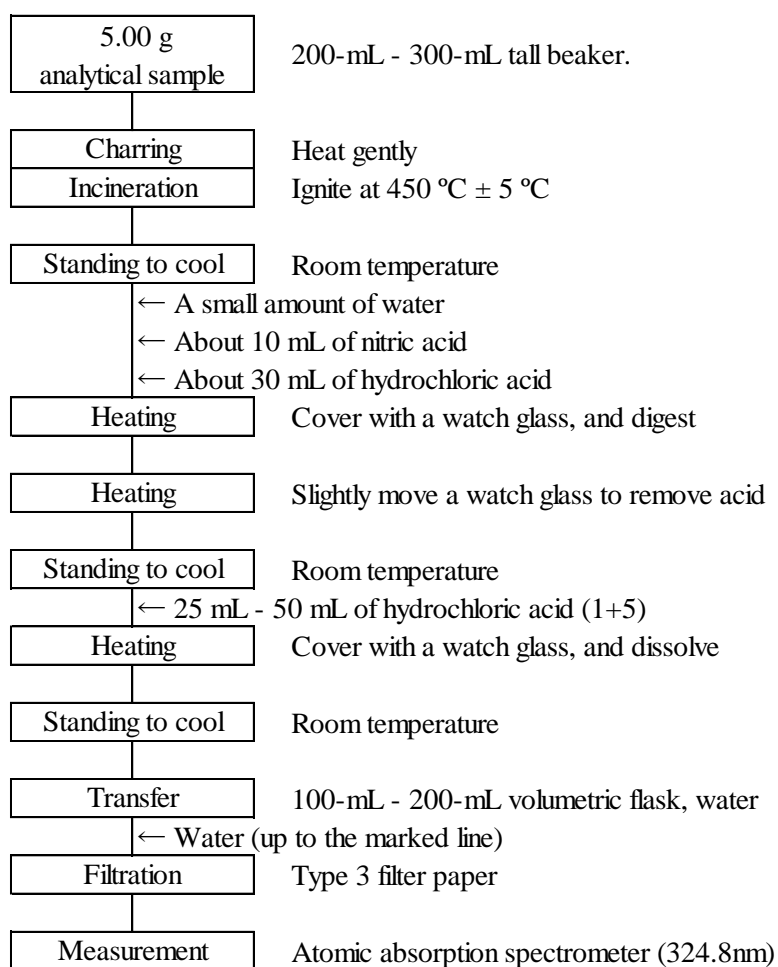 5.00 g
analytical sample
200-mL - 300-mL tall beaker.
Charring
Heat gently
Incineration
Ignite at 450 ºC ± 5 ºC
Standing to cool
Room temperature
← A small amount of water
← About 10 mL of nitric acid
← About 30 mL of hydrochloric acid
Heating
Cover with a watch glass, and digest
Heating
Slightly move a watch glass to remove acid
Standing to cool
Room temperature
← 25 mL - 50 mL of hydrochloric acid (1+5)
Heating
Cover with a watch glass, and dissolve
Standing to cool
Room temperature
Transfer
100-mL - 200-mL volumetric flask, water
← Water (up to the marked line)
Filtration
Type 3 filter paper
Measurement
Atomic absorption spectrometer (324.8nm)